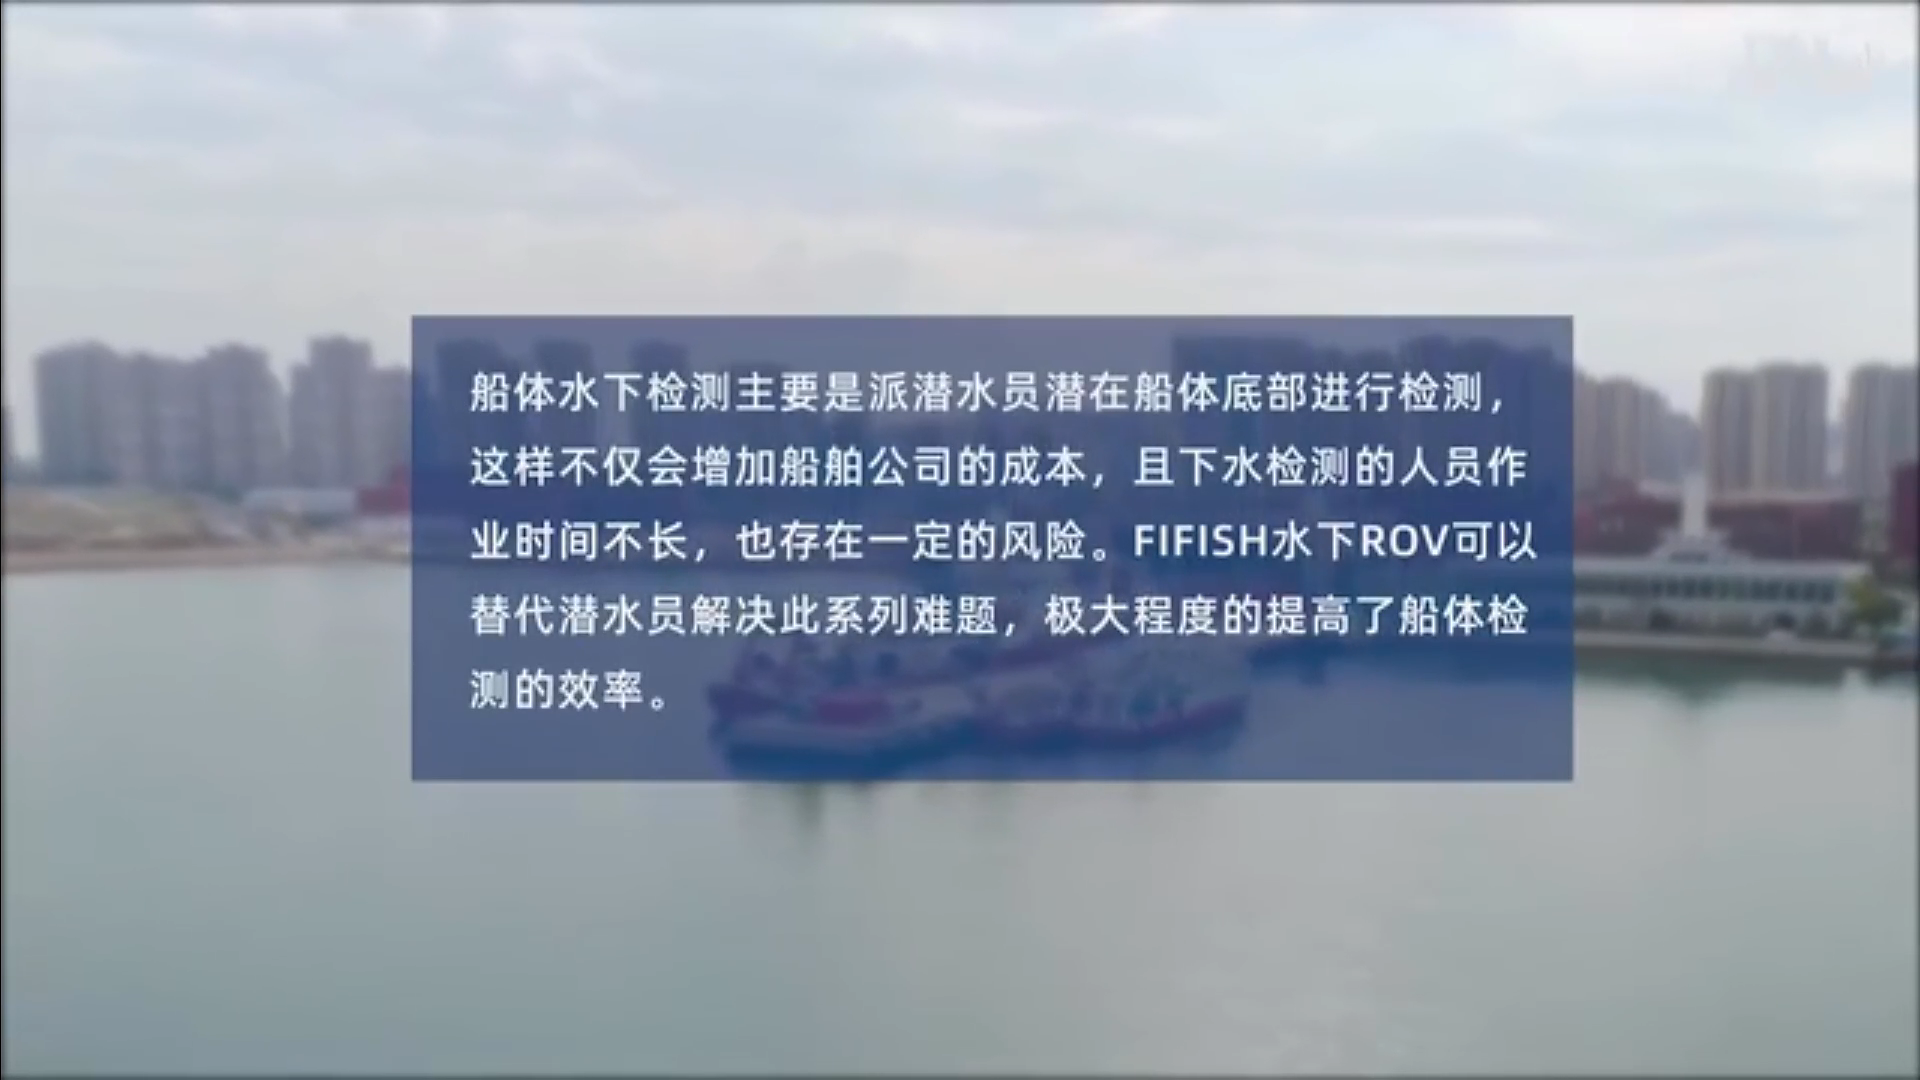 船体水下检测主要是派潜水员潜在船体底部进行检测，
这样不仅会增加船舶公司的成本，且下水检测的人员作
业时间不长，也存在一定的风险。FIFISH水下ROV可以
替代潜水员解决此系列难题，极大程度的提高了船体检
测的效率。